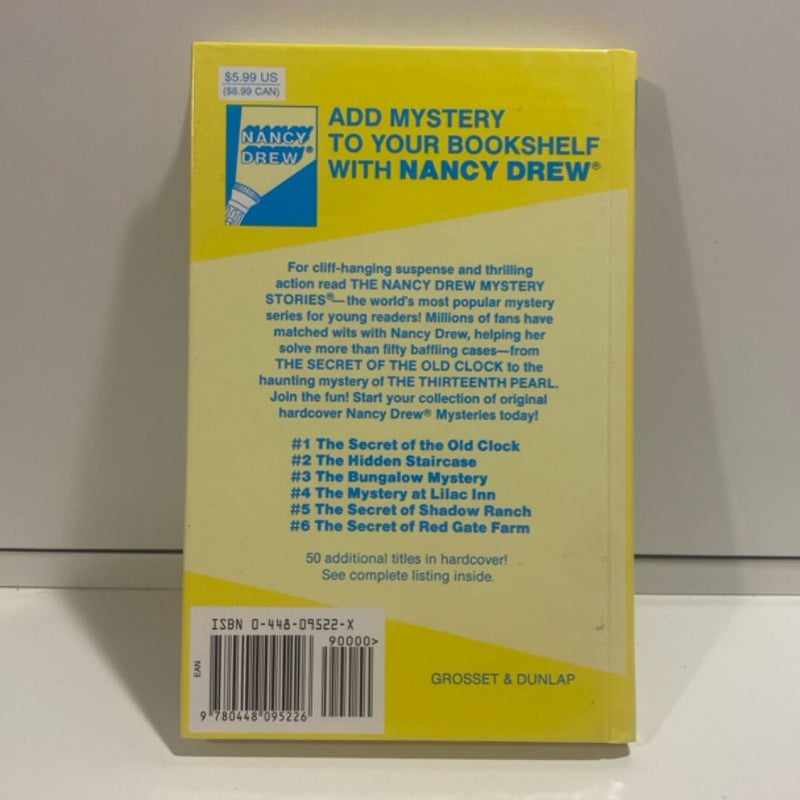 $5.99 US
($8.99 CAN)
NANCY
DREW®
ADD MYSTERY
TO YOUR BOOKSHELF
WITH NANCY DREW®
For cliff-hanging suspense and thrilling
action read THE NANCY DREW MYSTERY
STORIES®—the world's most popular mystery
series for young readers! Millions of fans have
matched wits with Nancy Drew, helping her
solve more than fifty baffling cases—from
THE SECRET OF THE OLD CLOCK to the
haunting mystery of THE THIRTEENTH PEARL.
Join the fun! Start your collection of original
hardcover Nancy Drew® Mysteries today!
#1 The Secret of the Old Clock
#2 The Hidden Staircase
#3 The Bungalow Mystery
#4 The Mystery at Lilac Inn
#5 The Secret of Shadow Ranch
#6 The Secret of Red Gate Farm
50 additional titles in hardcover!
See complete listing inside.
ISBN 0-448-09522-X
90000>
EAN
9 780448 095226
GROSSET & DUNLAP